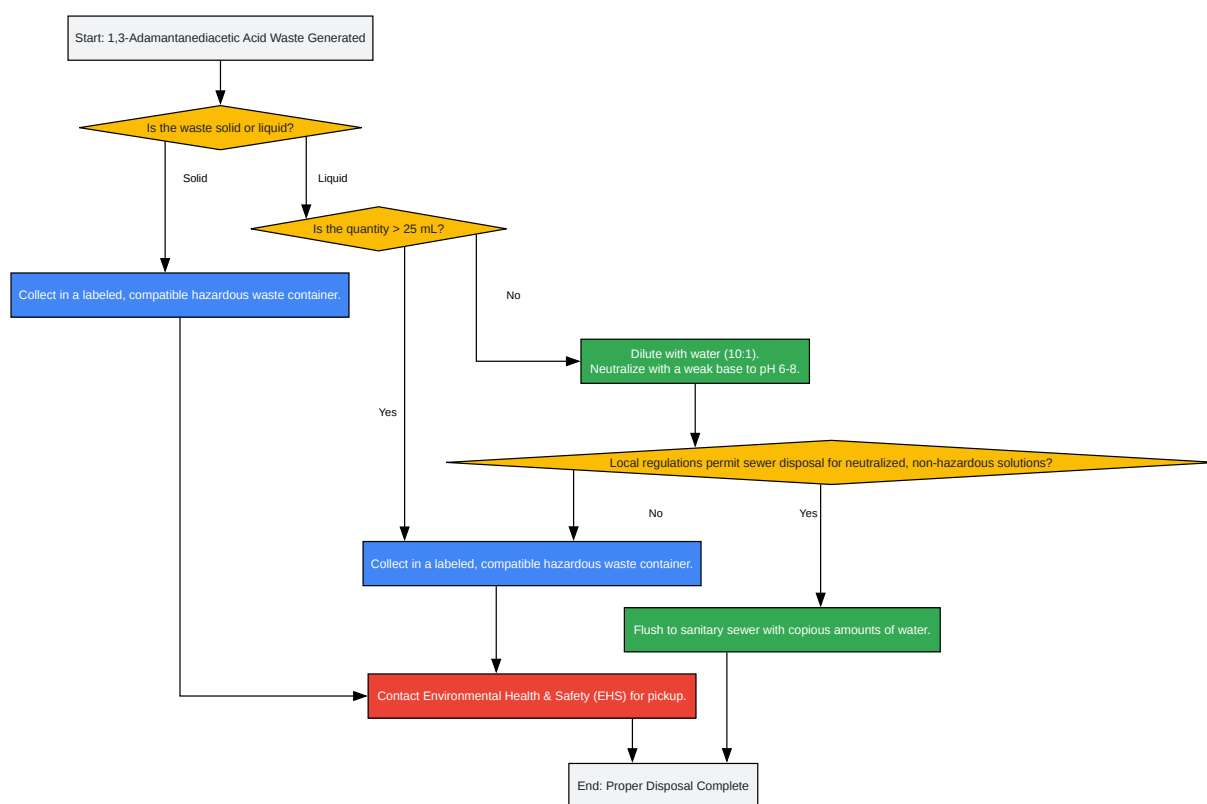 Start: 1,3-Adamantanediacetic Acid Waste Generated
Is the waste solid or liquid?
Solid
Liquid
Is the quantity > 25 mL?
Collect in a labeled, compatible hazardous waste container.
No
Dilute with water (10:1).
Neutralize with a weak base to pH 6-8.
Yes
Local regulations permit sewer disposal for neutralized, non-hazardous solutions?
No
Yes
Collect in a labeled, compatible hazardous waste container.
Flush to sanitary sewer with copious amounts of water.
Contact Environmental Health & Safety (EHS) for pickup.
End: Proper Disposal Complete